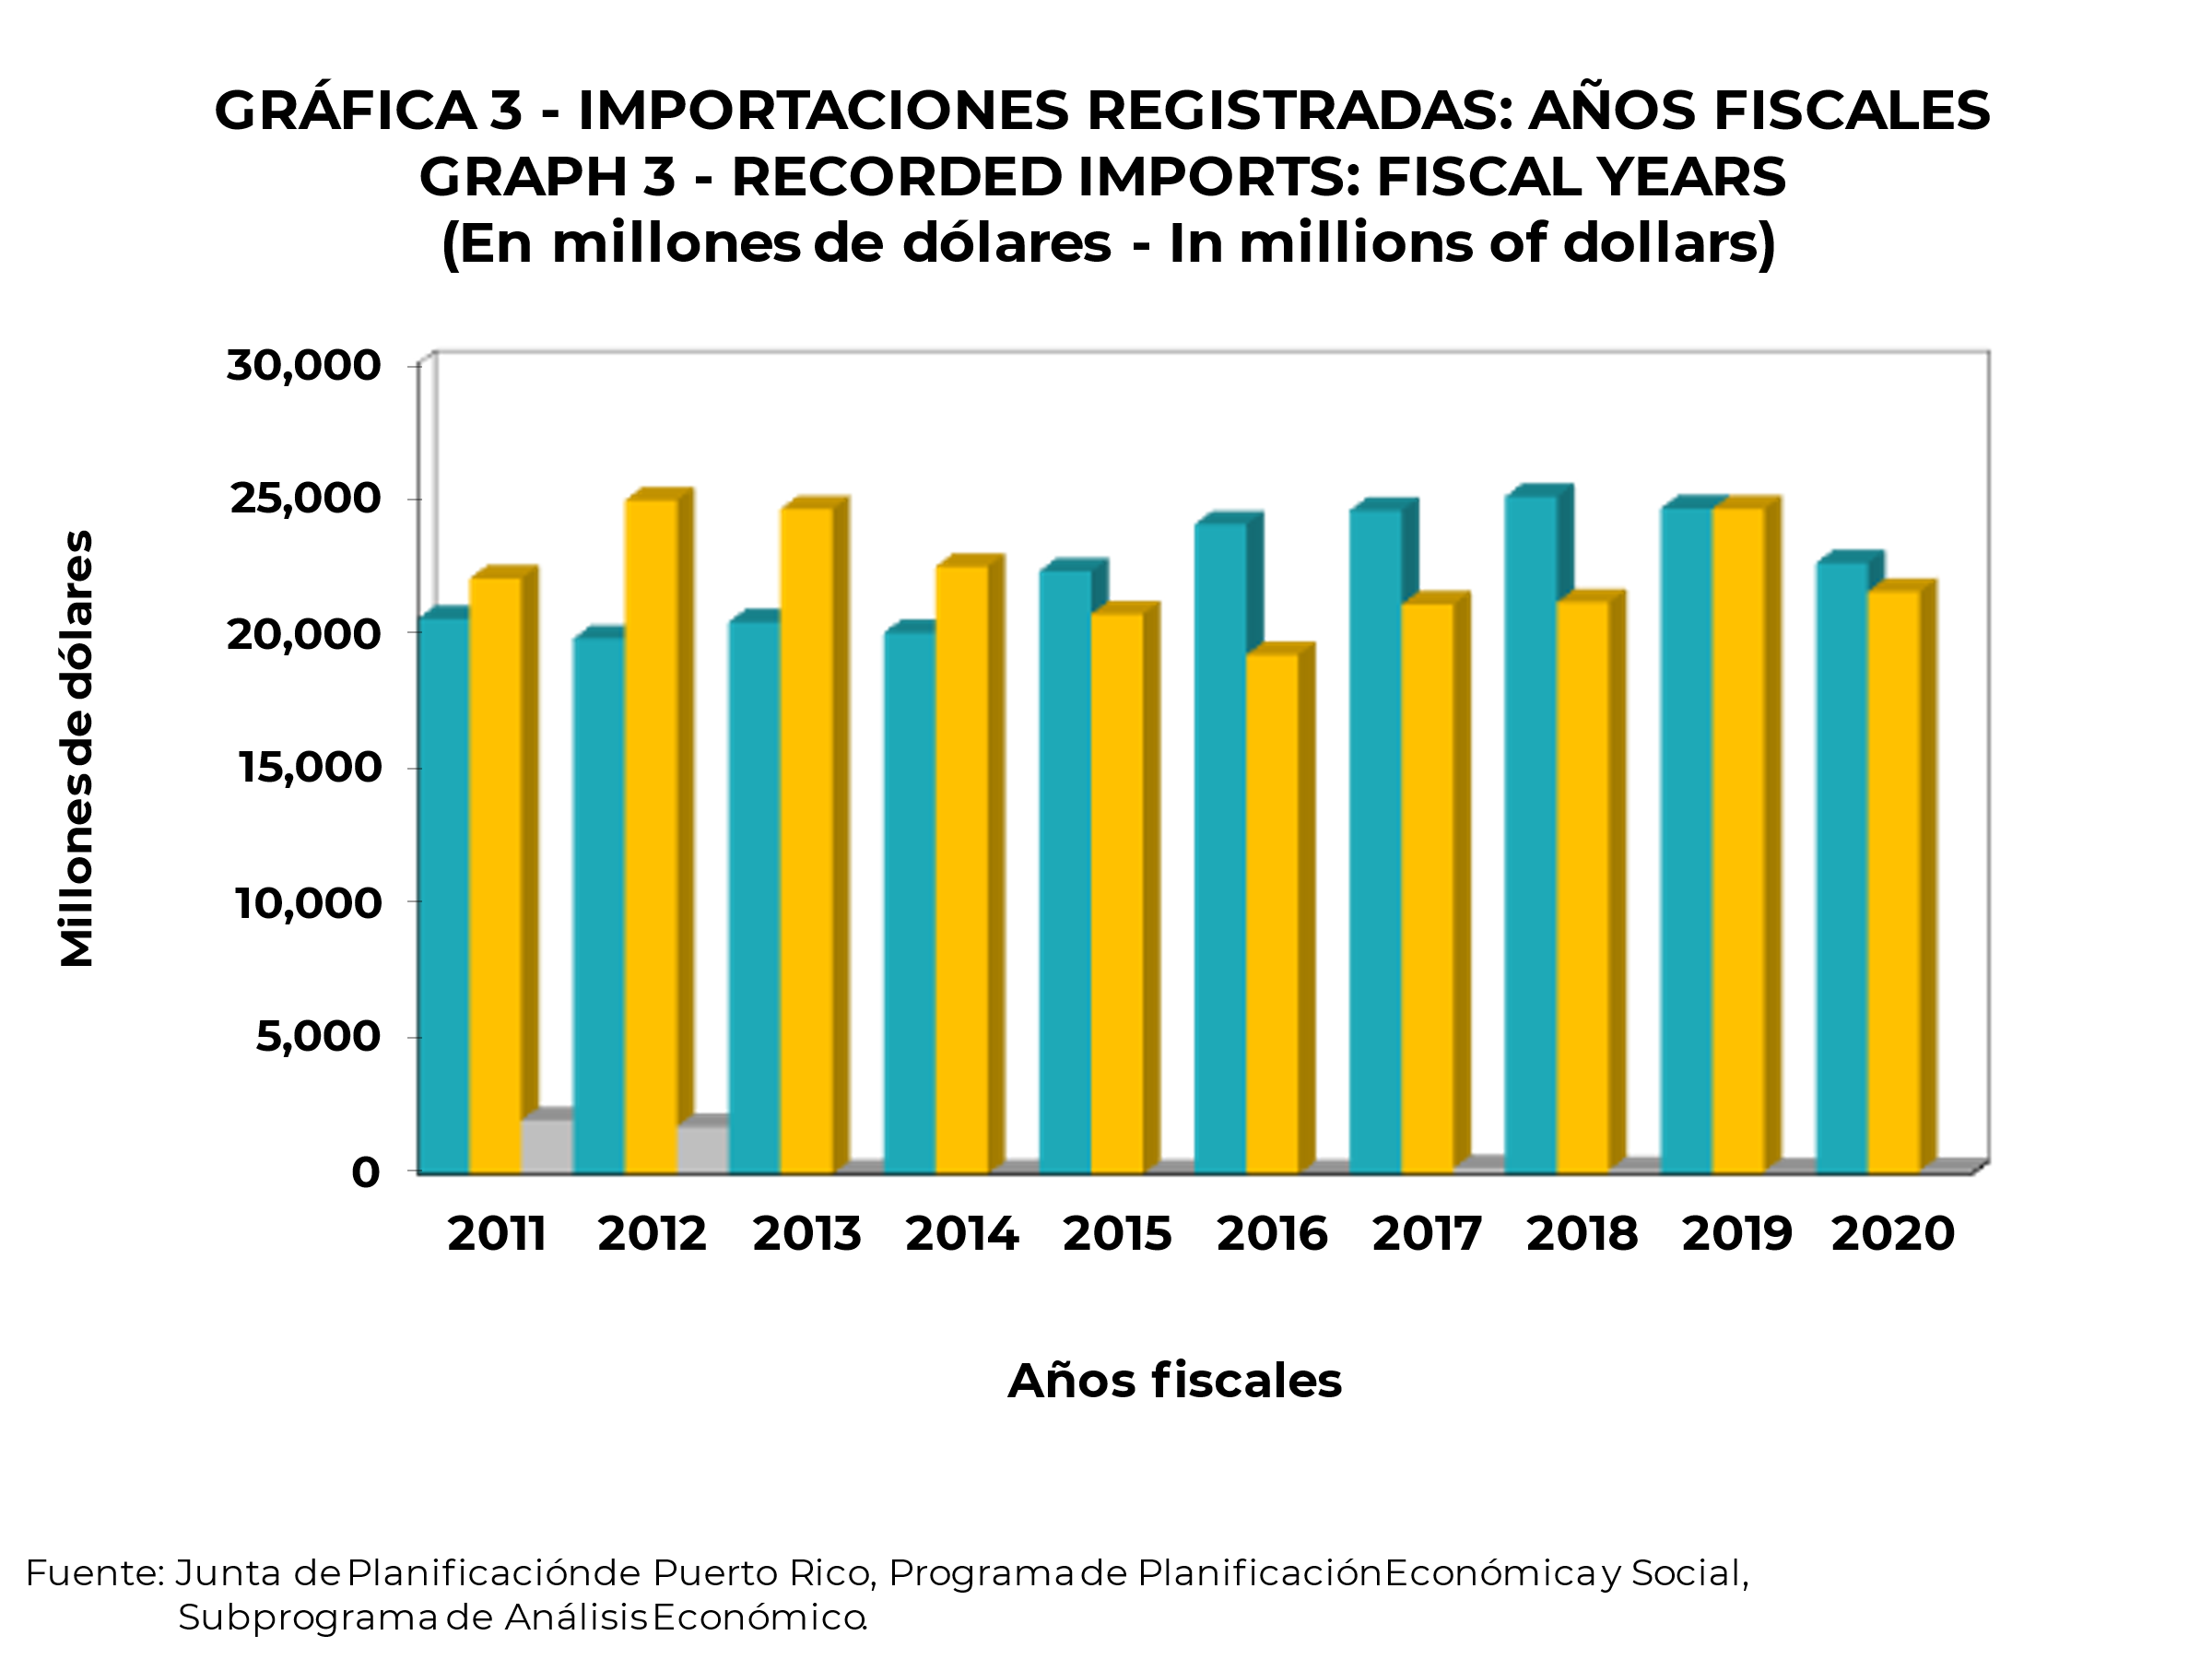 GRÁFICA 3 - IMPORTACIONES REGISTRADAS: AÑOS FISCALES
GRAPH 3 - RECORDED IMPORTS: FISCAL YEARS
(En millones de dólares - In millions of dollars)
30,000
25,000
20,000
15,000
10,000
5,000
0
Millones de dólares
2011 2012 2013 2014 2015 2016 2017 2018 2019 2020
Años fiscales
Fuente: Junta de Planificación de Puerto Rico, Programa de Planificación Económica y Social,
Subprograma de Análisis Económico.